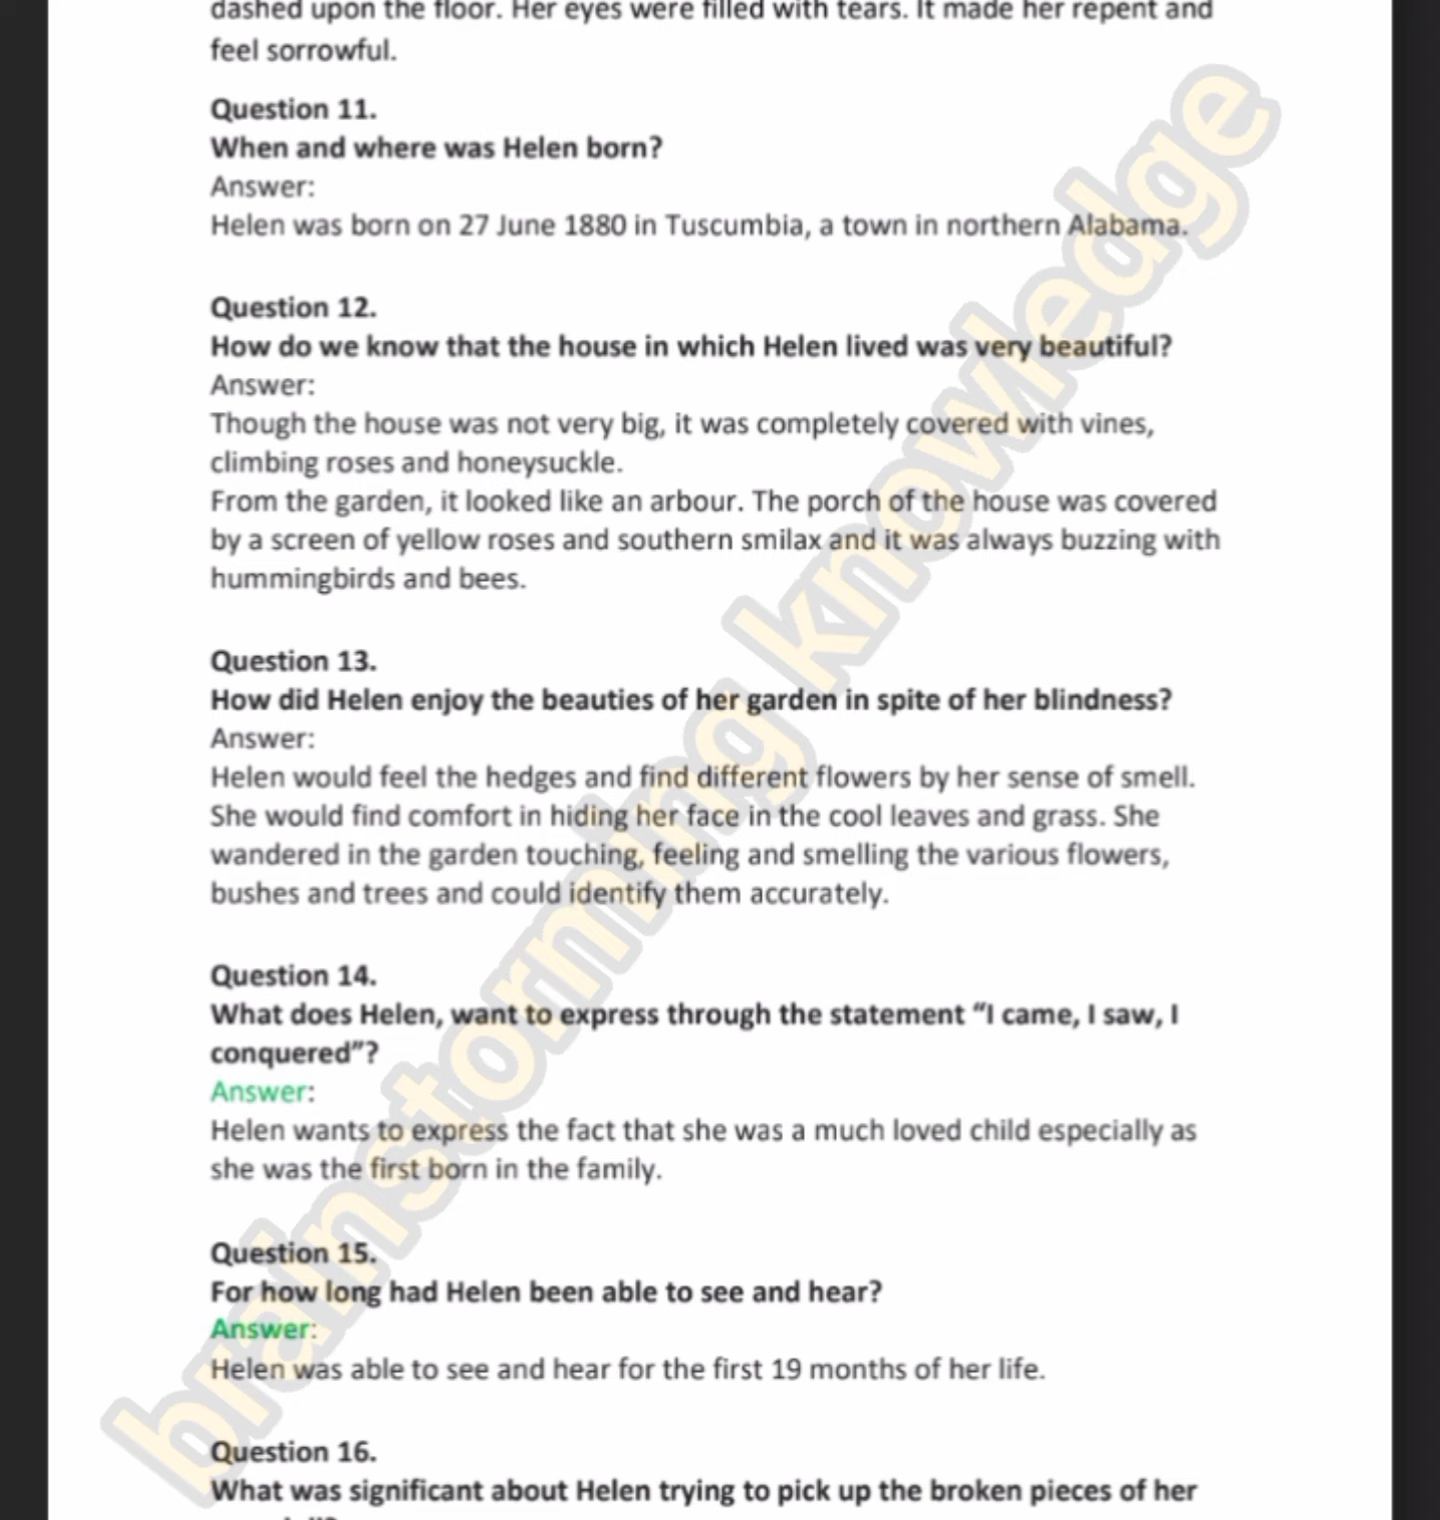 dashed upon the floor. Her eyes were filled with tears. It made her repent and
feel sorrowful.
Question 11.
When and where was Helen born?
Answer:
Helen was born on 27 June 1880 in Tuscumbia, a town in northern Alabama.
Question 12.
How do we know that the house in which Helen lived was very beautiful?
Answer:
Though the house was not very big, it was completely covered with vines,
climbing roses and honeysuckle.
From the garden, it looked like an arbour. The porch of the house was covered
by a screen of yellow roses and southern smilax and it was always buzzing with
hummingbirds and bees.
Question 13.
How did Helen enjoy the beauties of her garden in spite of her blindness?
Answer:
Helen would feel the hedges and find different flowers by her sense of smell.
She would find comfort in hiding her face in the cool leaves and grass. She
wandered in the garden touching, feeling and smelling the various flowers,
bushes and trees and could identify them accurately.
Question 14.
What does Helen, want to express through the statement “I came, I saw, I
conquered”?
Answer:
Helen wants to express the fact that she was a much loved child especially as
she was the first born in the family.
Question 15.
For how long had Helen been able to see and hear?
Answer:
Helen was able to see and hear for the first 19 months of her life.
Question 16.
What was significant about Helen trying to pick up the broken pieces of her
brainstorming knowledge